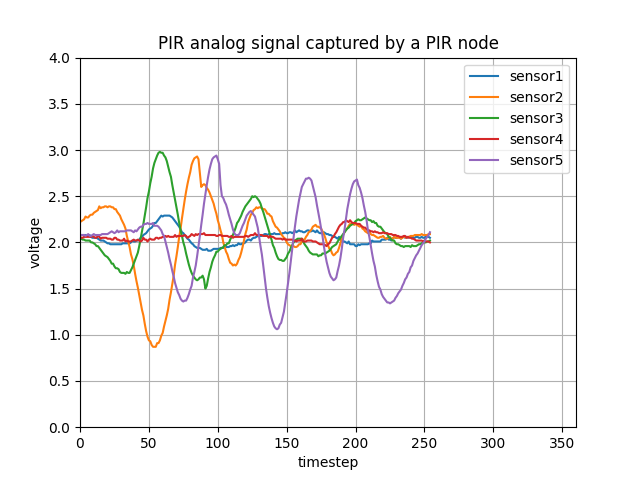 PIR analog signal captured by a PIR node
4.0
3.5
3.0
2.5
2.0
1.5
1.0
0.5
0.0
voltage
sensor1
sensor2
sensor3
sensor4
sensor5
0 50 100 150 200 250 300 350
timestep